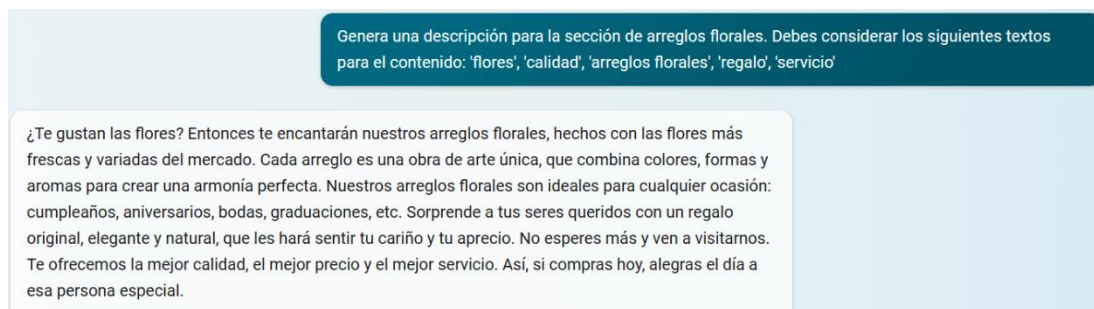 Genera una descripción para la sección de arreglos florales. Debes considerar los siguientes textos
para el contenido: 'flores', 'calidad', 'arreglos florales', 'regalo', 'servicio'
¿Te gustan las flores? Entonces te encantarán nuestros arreglos florales, hechos con las flores más
frescas y variadas del mercado. Cada arreglo es una obra de arte única, que combina colores, formas y
aromas para crear una armonía perfecta. Nuestros arreglos florales son ideales para cualquier ocasión:
cumpleaños, aniversarios, bodas, graduaciones, etc. Sorprende a tus seres queridos con un regalo
original, elegante y natural, que les hará sentir tu cariño y tu aprecio. No esperes más y ven a visitarnos.
Te ofrecemos la mejor calidad, el mejor precio y el mejor servicio. Así, si compras hoy, alegras el día a
esa persona especial.